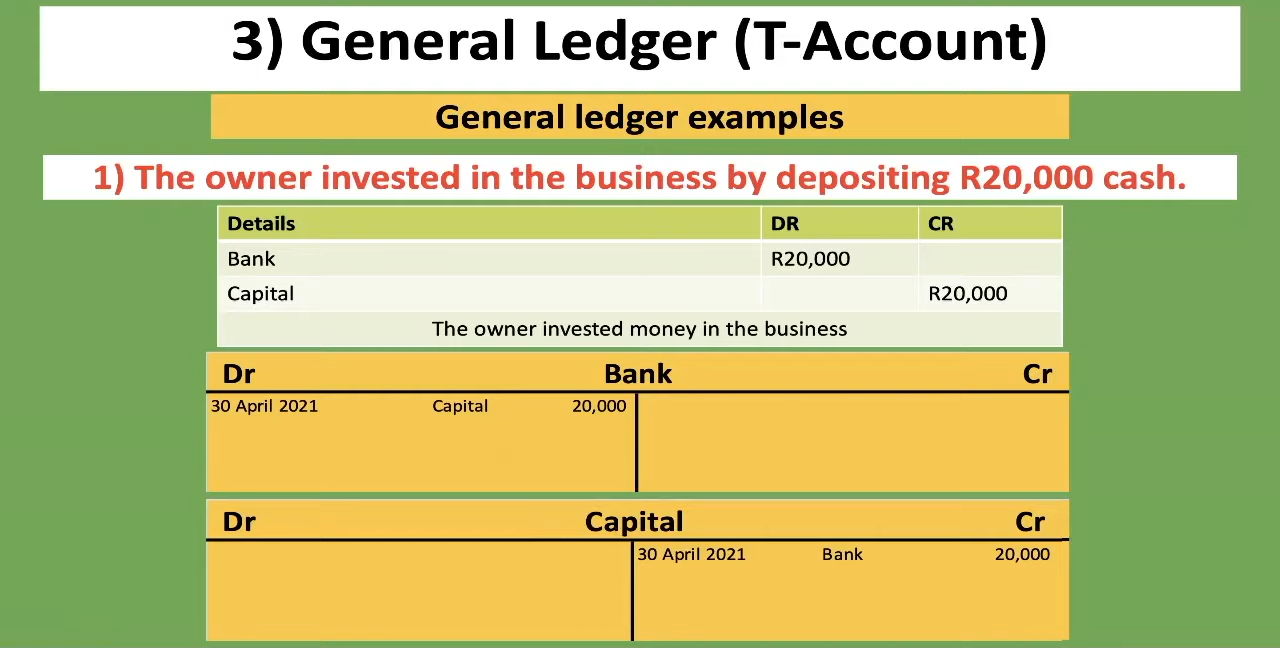 3) General Ledger (T-Account)
General ledger examples
1) The owner invested in the business by depositing R20,000 cash.
Details DR CR
Bank R20,000
Capital R20,000
The owner invested money in the business
Dr Bank Cr
30 April 2021 Capital 20,000
Dr Capital Cr
30 April 2021 Bank 20,000